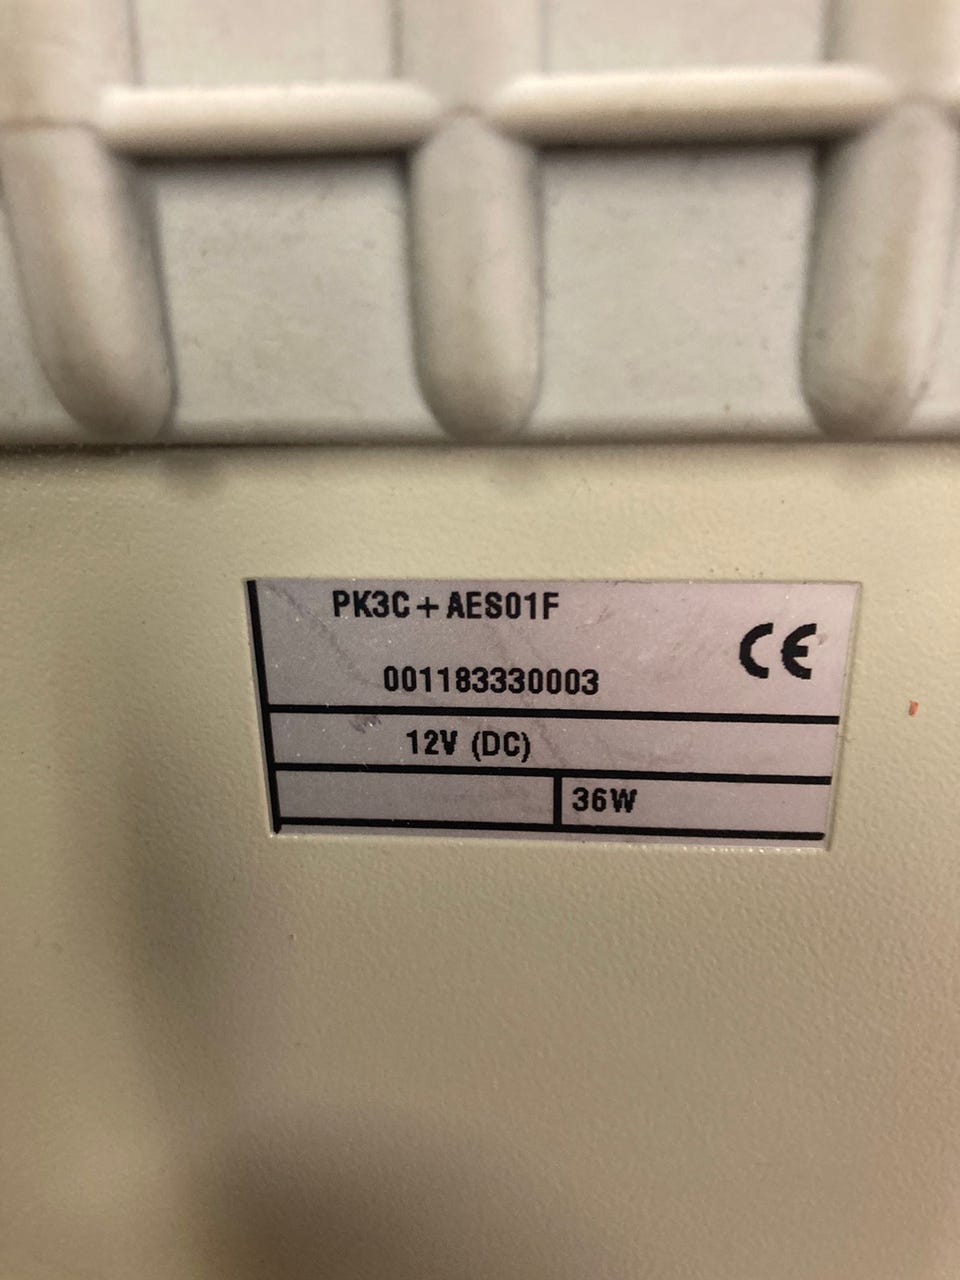 PK3C + AES01F
CE
001183330003
12V (DC)
36W